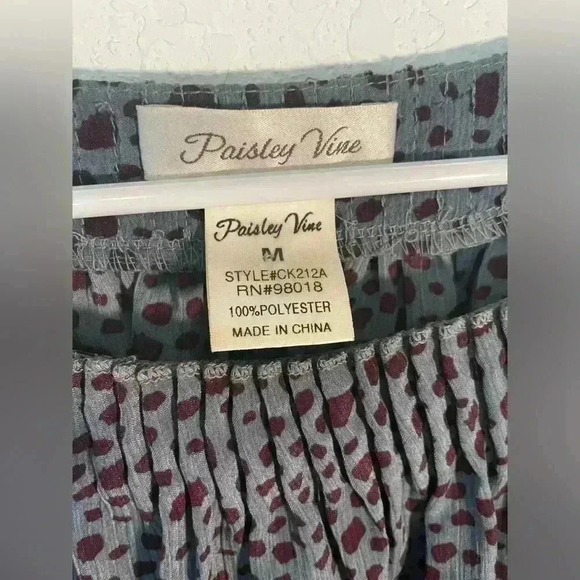 Paisley Vine
Paisley Vine
M
STYLE#CK212A
RN#98018
100%POLYESTER
MADE IN CHINA